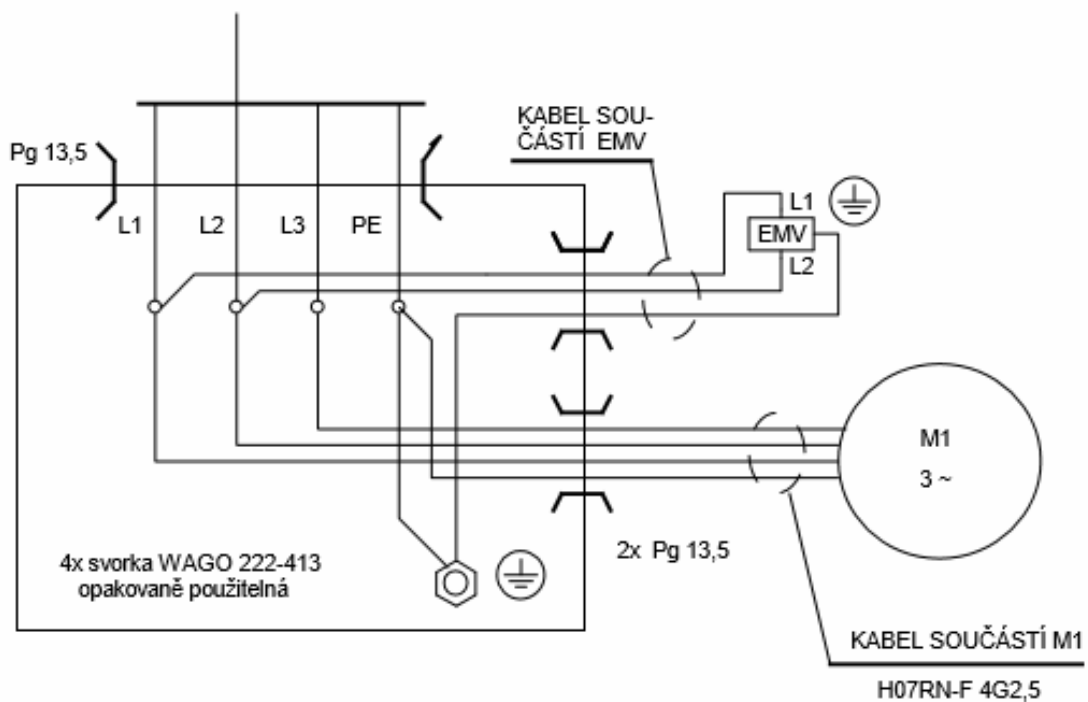 KABEL SOU-
ČÁSTÍ EMV
Pg 13,5
L1
L2
L3
PE
L1
EMV
L2
M1
3 ~
4x svorka WAGO 222-413
opakovaně použitelná
2x Pg 13,5
KABEL SOUČÁSTÍ M1
H07RN-F 4G2,5